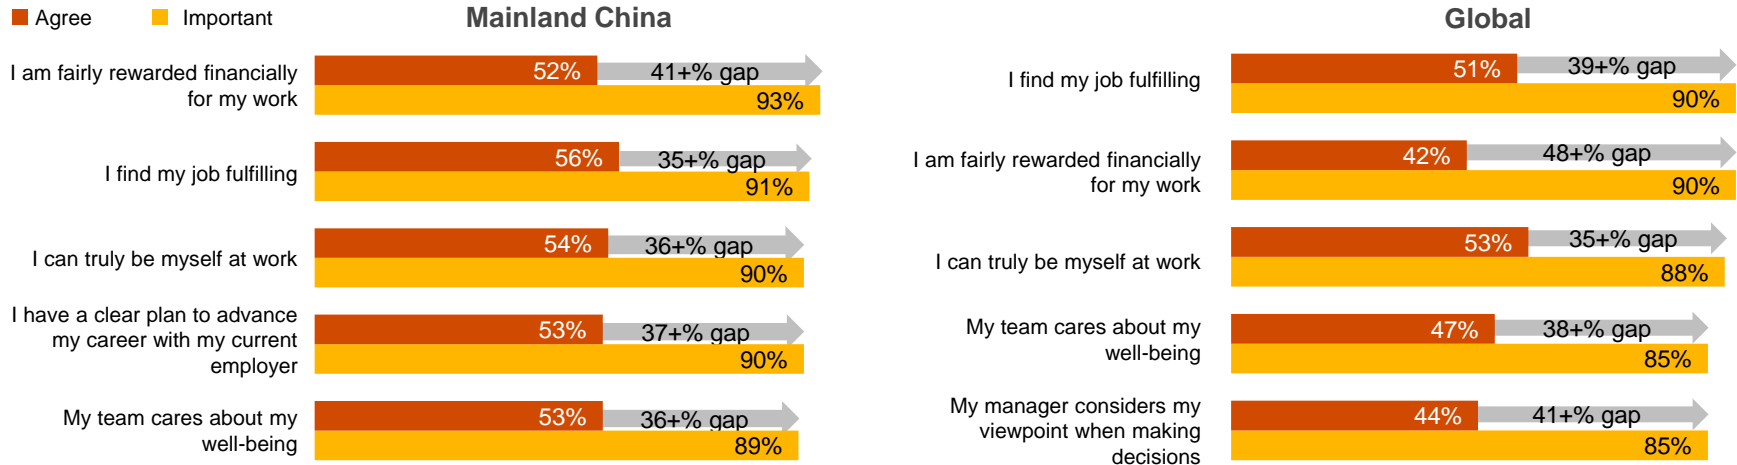 Agree
Important
Mainland China
I am fairly rewarded financially
for my work
52%
41+% gap
93%
I find my job fulfilling
56%
35+% gap
91%
I can truly be myself at work
54%
36+% gap
90%
I have a clear plan to advance
my career with my current
employer
53%
37+% gap
90%
My team cares about my
well-being
53%
36+% gap
89%
Global
I find my job fulfilling
51%
39+% gap
90%
I am fairly rewarded financially
for my work
42%
48+% gap
90%
I can truly be myself at work
53%
35+% gap
88%
My team cares about my
well-being
47%
38+% gap
85%
My manager considers my
viewpoint when making
decisions
44%
41+% gap
85%